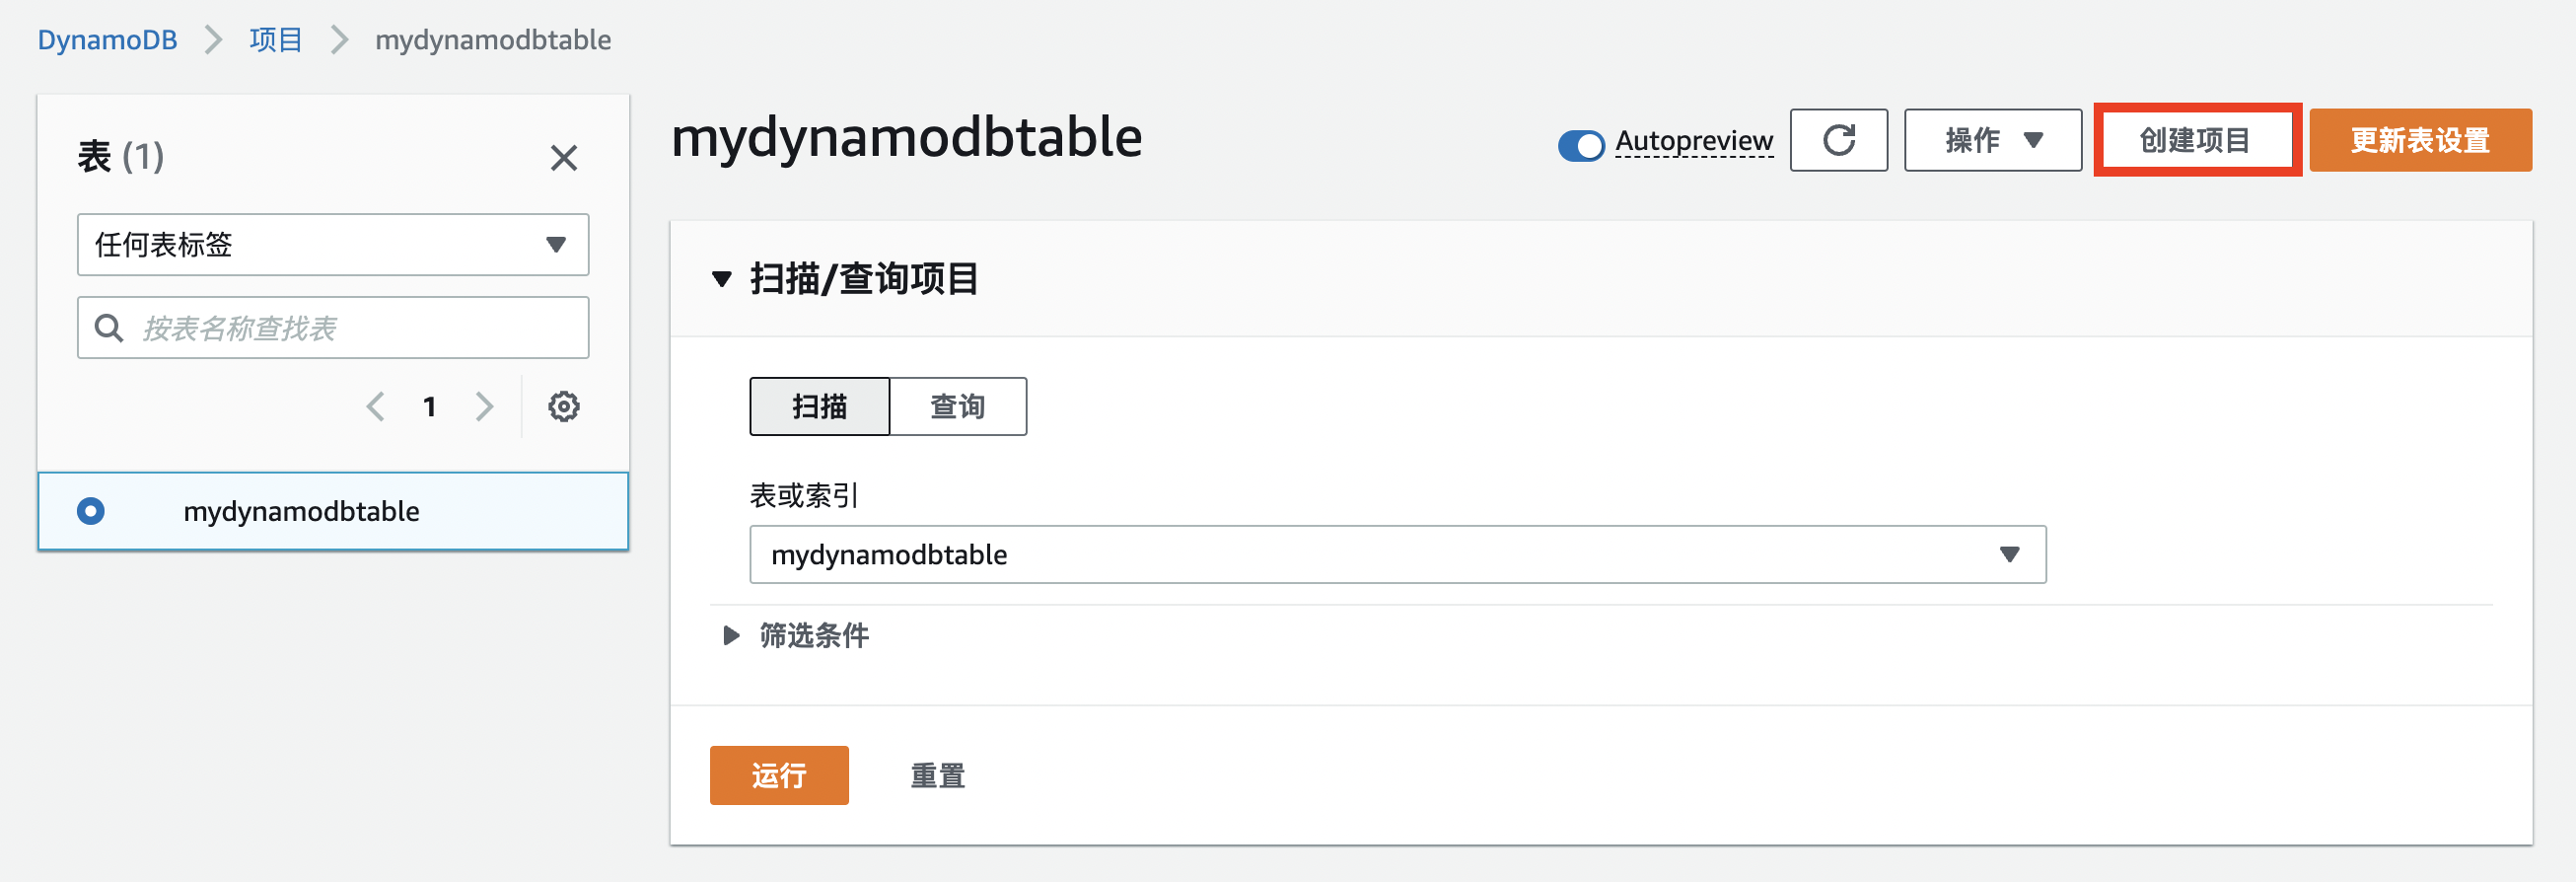 DynamoDB 项目 mydynamodbtable
表 (1)
任何表标签
按表名称查找表
1
mydynamodbtable
mydynamodbtable
Autopreview
操作
创建项目
更新表设置
扫描/查询项目
扫描 查询
表或索引
mydynamodbtable
筛选条件
运行 重置